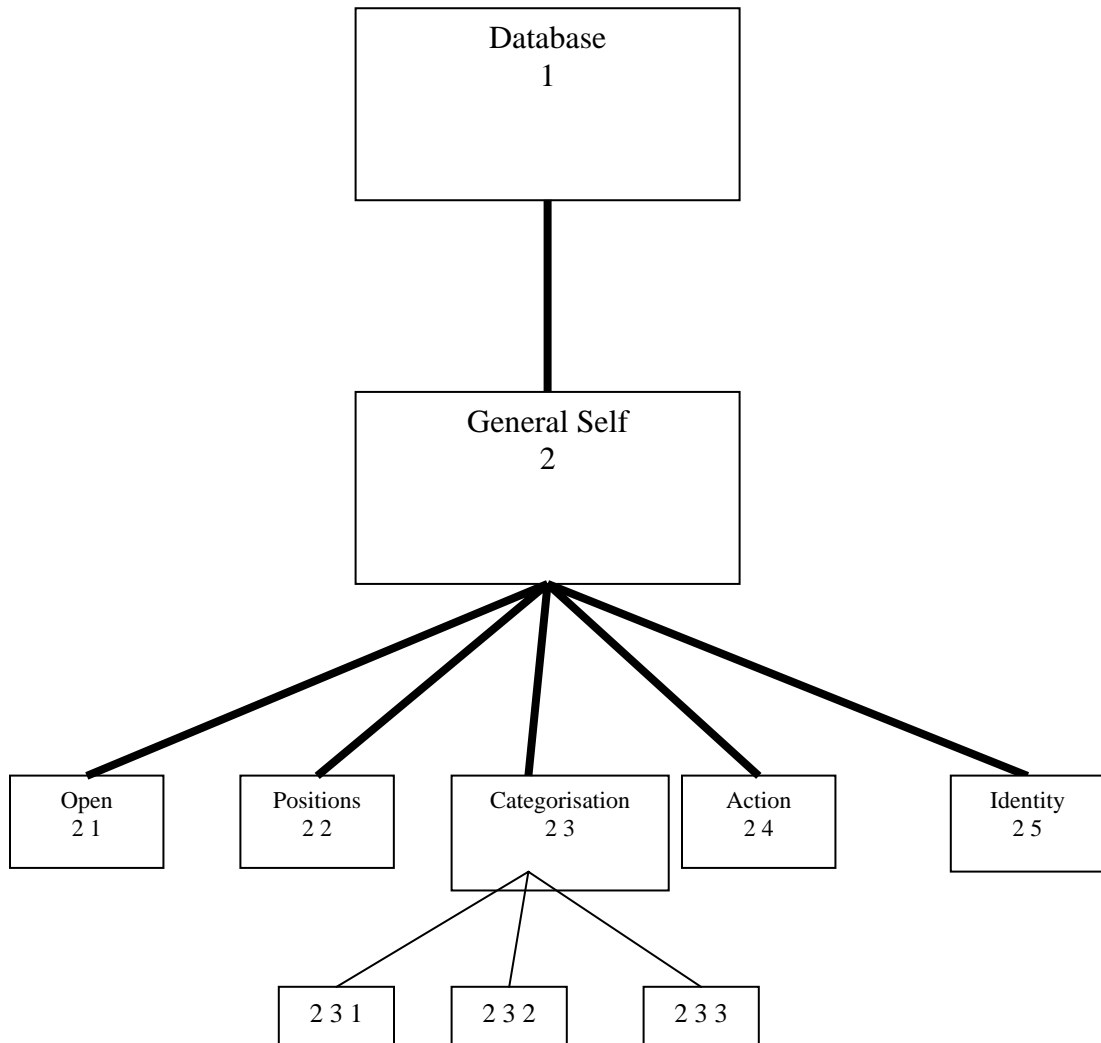 Database
1
General Self
2
Open
2 1
Positions
2 2
Categorisation
2 3
Action
2 4
Identity
2 5
2 3 1
2 3 2
2 3 3